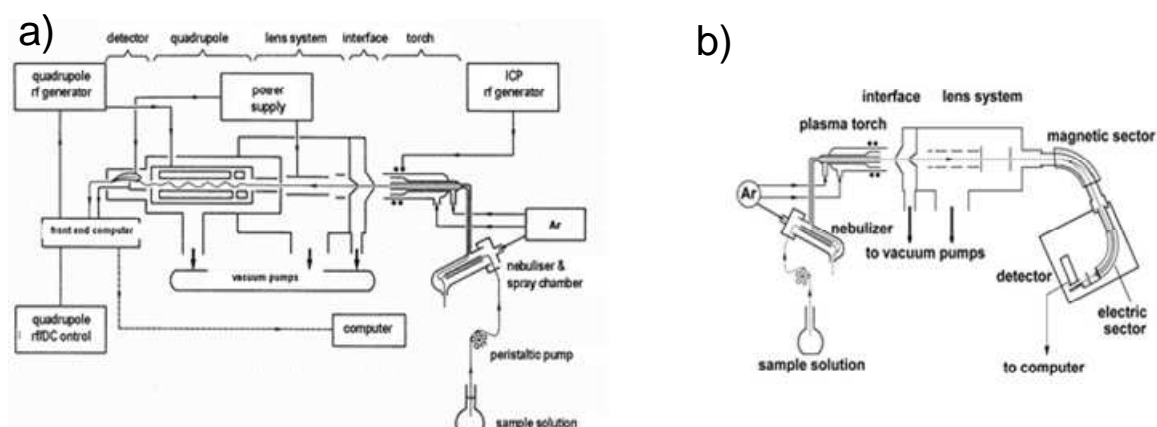 a)
detector quadrupole lens system interface torch
quadrupole
rf generator
power
supply
ICP
rf generator
front end computer
Ar
vacuum pumps
nebuliser &
spray chamber
quadrupole
rf/DC ontrol
computer
peristaltic pump
sample solution
b)
interface lens system
plasma torch
magnetic sector
Ar
nebulizer
to vacuum pumps
detector
electric
sector
sample solution
to computer